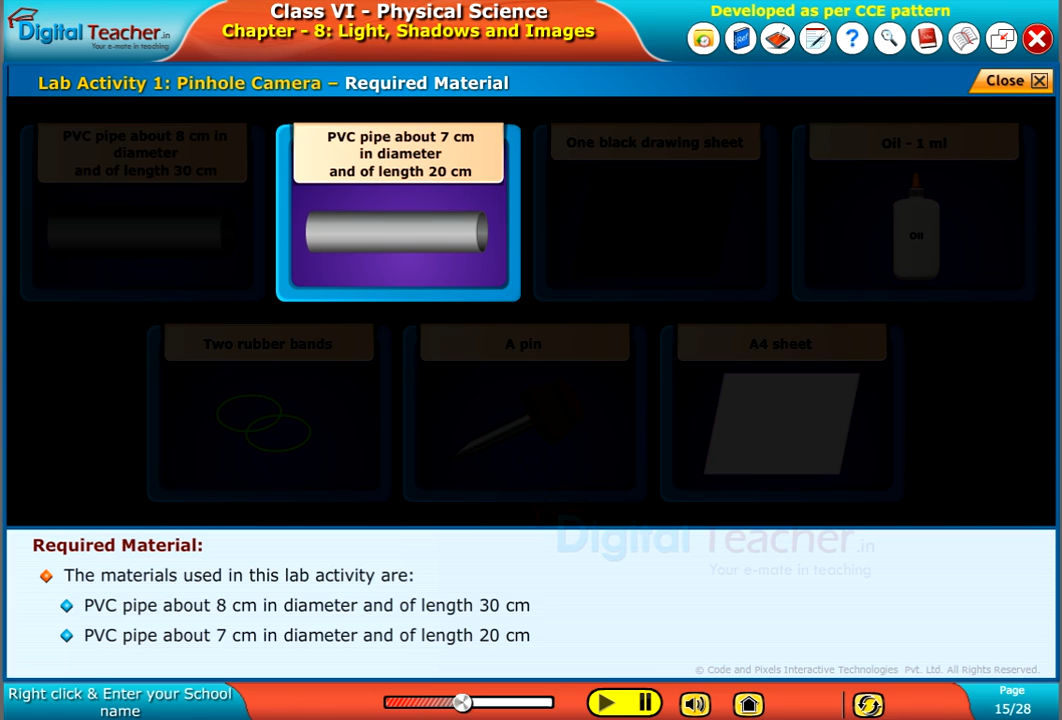 Digital Teacher.in
Your e-mate in teaching
Class VI - Physical Science
Chapter - 8: Light, Shadows and Images
Developed as per CCE pattern
Lab Activity 1: Pinhole Camera – Required Material
Close
PVC pipe about 8 cm in
diameter
and of length 30 cm
PVC pipe about 7 cm
in diameter
and of length 20 cm
One black drawing sheet
Oil - 1 ml
Oil
Two rubber bands
A pin
A4 sheet
Digital Teacher.in
Your e-mate in teaching
Required Material:
The materials used in this lab activity are:
PVC pipe about 8 cm in diameter and of length 30 cm
PVC pipe about 7 cm in diameter and of length 20 cm
© Code and Pixels Interactive Technologies Pvt. Ltd. All Rights Reserved.
Right click & Enter your School
name
Page
15/28